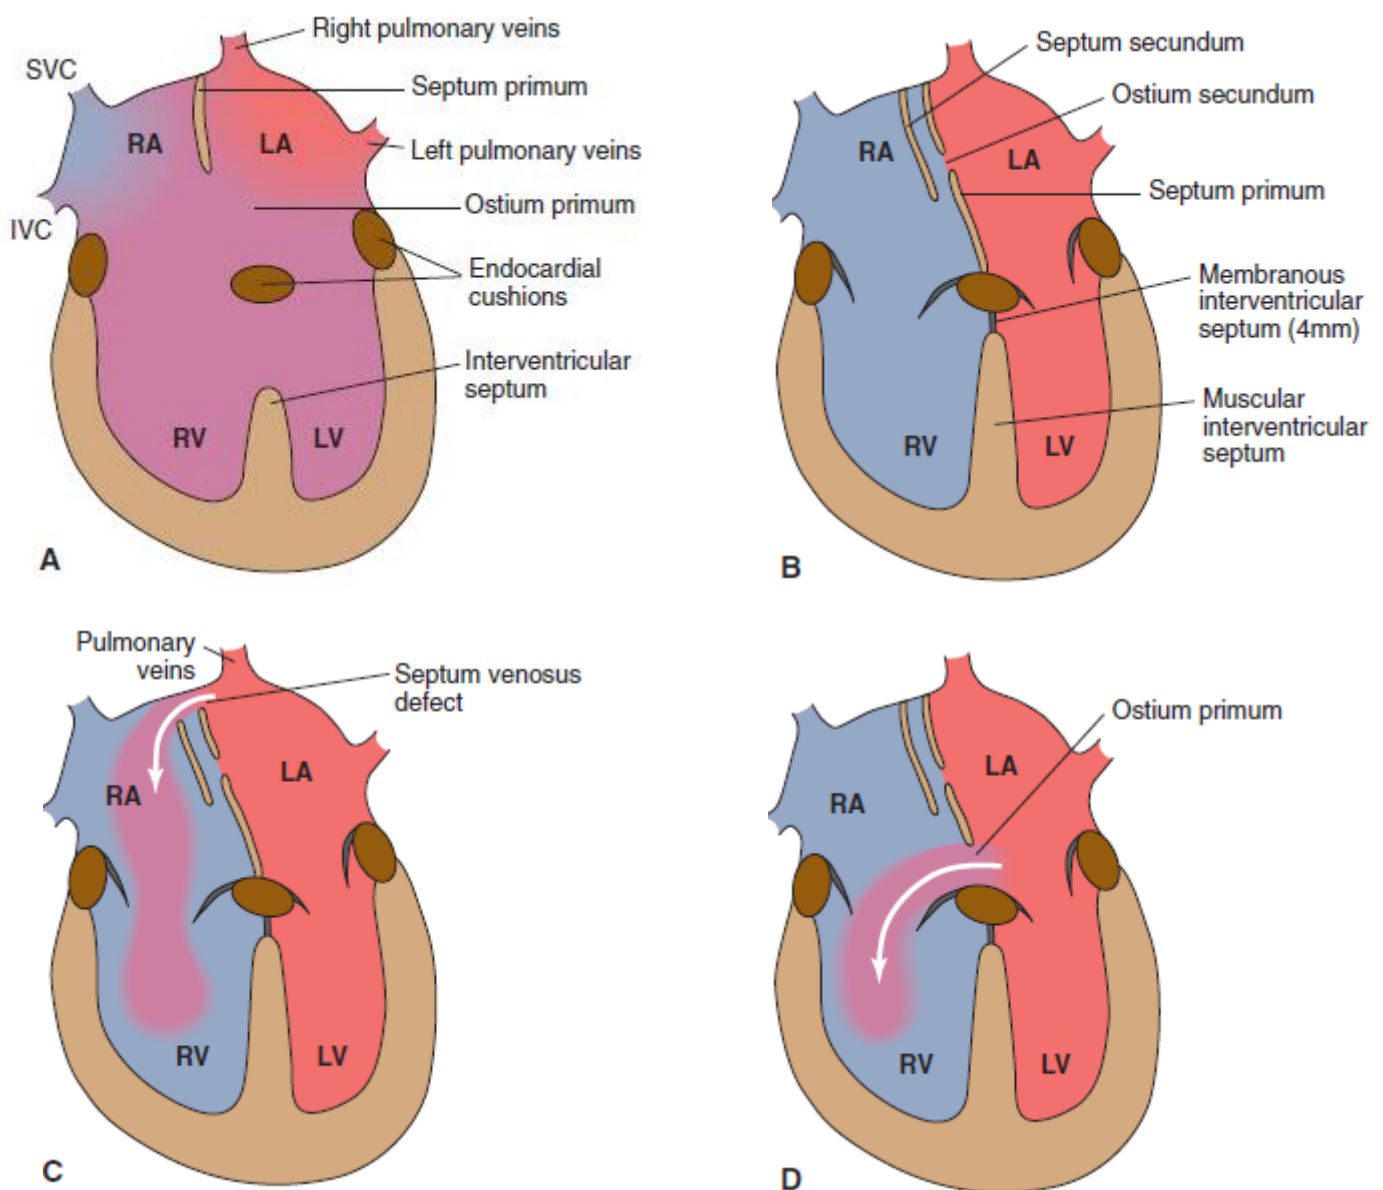 Right pulmonary veins
SVC
Septum primum
RA
LA
Left pulmonary veins
Ostium primum
IVC
Endocardial
cushions
Interventricular
septum
RV
LV
A
Septum secundum
Ostium secundum
RA
LA
Septum primum
Membranous
interventricular
septum (4mm)
Muscular
interventricular
septum
RV
LV
B
Pulmonary
veins
Septum venosus
defect
LA
RA
RV
LV
C
Ostium primum
LA
RA
RV
LV
D